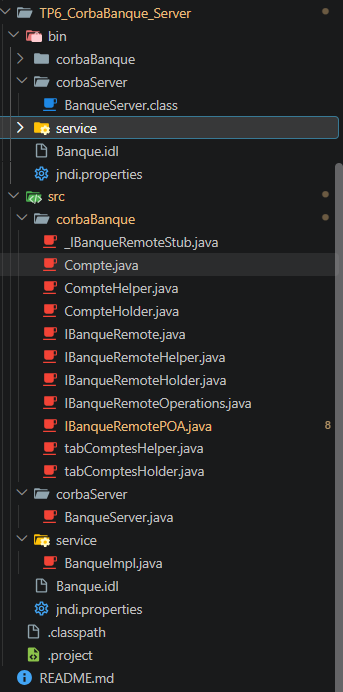 TP6_CorbaBanque_Server
bin
corbaBanque
corbaServer
BanqueServer.class
service
Banque.idl
jndi.properties
src
corbaBanque
_IBanqueRemoteStub.java
Compte.java
CompteHelper.java
CompteHolder.java
IBanqueRemote.java
IBanqueRemoteHelper.java
IBanqueRemoteHolder.java
IBanqueRemoteOperations.java
IBanqueRemotePOA.java 8
tabComptesHelper.java
tabComptesHolder.java
corbaServer
BanqueServer.java
service
BanqueImpl.java
Banque.idl
jndi.properties
.classpath
.project
README.md